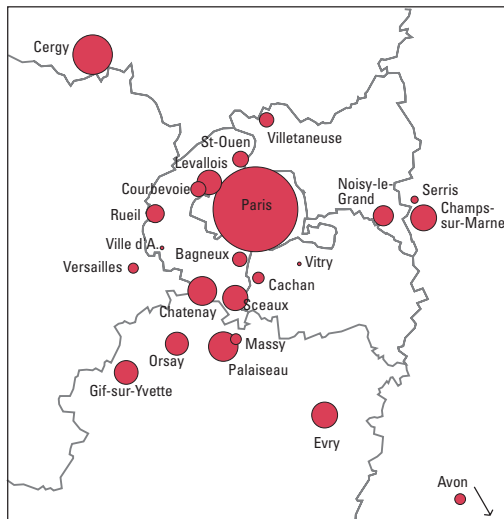 Cergy
Villetaneuse
St-Ouen
Levallois
Courbevoie
Paris
Noisy-le-
Grand
Serris
Champs-
sur-Marne
Rueil
Ville d'A.
Versailles
Bagneux
Vitry
Cachan
Chatenay
Sceaux
Massy
Orsay
Palaiseau
Gif-sur-Yvette
Evry
Avon